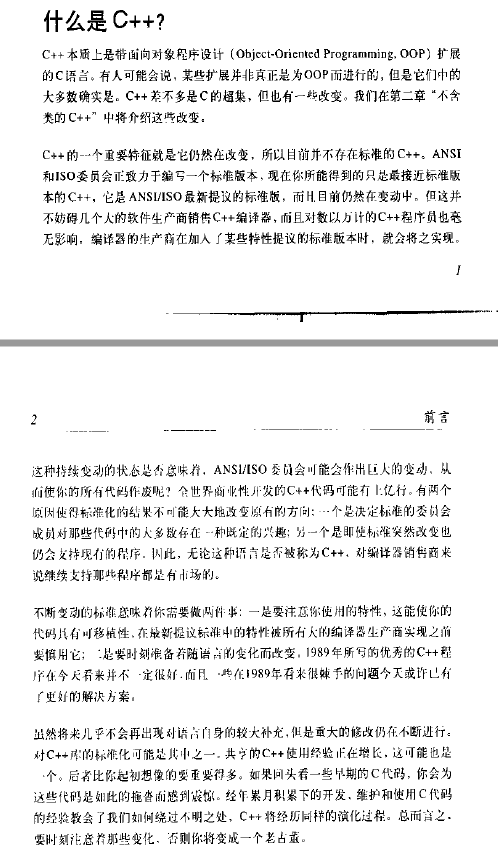 什么是C++?
C++本质上是带面向对象程序设计（Object-Oriented Programming, OOP）扩展
的C语言。有人可能会说，某些扩展并非真正是为OOP而进行的，但是它们中的
大多数确实是。C++差不多是C的超集，但也有一些改变。我们在第二章“不含
类的C++”中将介绍这些改变。
C++的一个重要特征就是它仍然在改变，所以目前并不存在标准的C++。ANSI
和ISO委员会正致力于编写一个标准版本，现在你所能得到的只是最接近标准版
本的C++，它是ANSI/ISO最新提议的标准版，而且目前仍然在变动中。但这并
不妨碍几个大的软件生产商销售C++编译器，而且对数以万计的C++程序员也毫
无影响，编译器的生产商在加入了某些特性提议的标准版本时，就会将之实现。
1
2
前言
这种持续变动的状态是否意味着，ANSI/ISO委员会可能会作出巨大的变动，从
而使你的所有代码作废呢？全世界商业性开发的C++代码可能有上亿行。有两个
原因使得标准化的结果不可能大大地改变原有的方向：一个是决定标准的委员会
成员对那些代码中的大多数存在一种既定的兴趣；另一个是即使标准突然改变也
仍会支持现有的程序。因此，无论这种语言是否被称为C++，对编译器销售商来
说继续支持那些程序都是有市场的。
不断变动的标准意味着你需要做两件事：一是要注意你使用的特性，这能使你的
代码具有可移植性，在最新提议标准中的特性被所有大的编译器生产商实现之前
要慎用它；二是要时刻准备着随语言的变化而改变。1989年所写的优秀的C++程
序在今天看来并不一定很好，而且一些在1989年看来很棘手的问题今天或许已有
了更好的解决方案。
虽然将来几乎不会再出现对语言自身的较大补充，但是重大的修改仍在不断进行。
对C++库的标准化可能是其中之一。共享的C++使用经验正在增长，这可能也是
一个。后者比你起初想像的要重要得多。如果回头看一些早期的C代码，你会为
这些代码是如此的拖沓而感到震惊。经年累月积累下的开发、维护和使用C代码
的经验教会了我们如何绕过不明之处，C++将经历同样的演化过程。总而言之，
要时刻注意着那些变化，否则你将变成一个老古董。